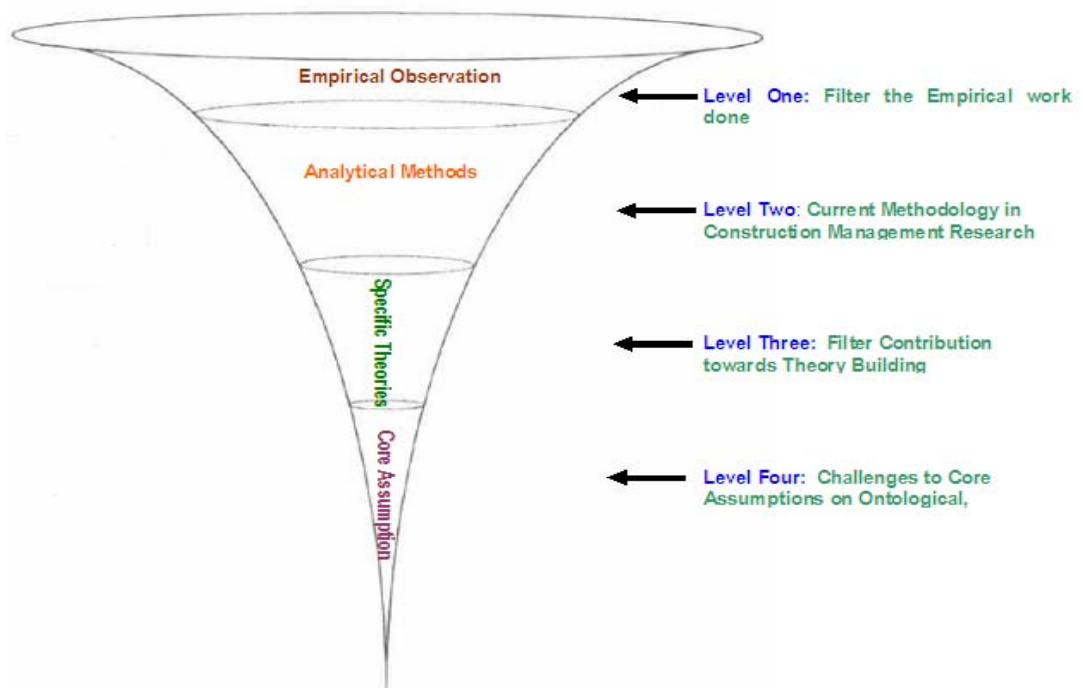 Empirical Observation
Level One: Filter the Empirical work
done
Analytical Methods
Level Two: Current Methodology in
Construction Management Research
Specific Theories
Level Three: Filter Contribution
towards Theory Building
Core Assumption
Level Four: Challenges to Core
Assumptions on Ontological,